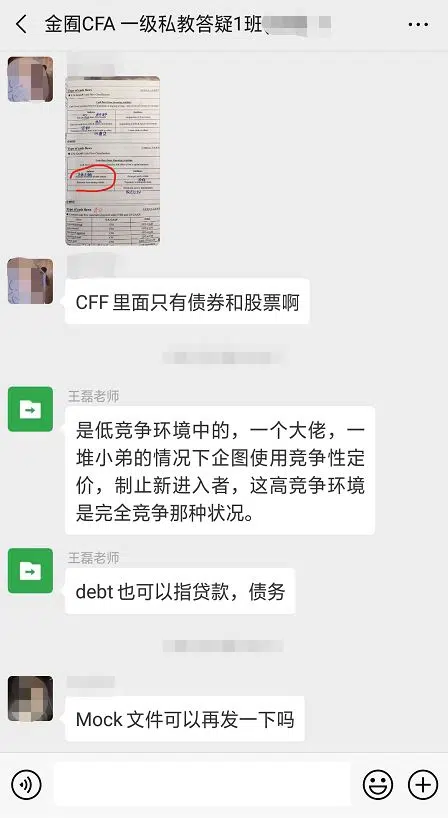 金囿CFA 一级私教答疑1班
CFF 里面只有债券和股票啊
王磊老师
是低竞争环境中的，一个大佬，一
堆小弟的情况下企图使用竞争性定
价，制止新进入者，这高竞争环境
是完全竞争那种状况。
王磊老师
debt 也可以指贷款，债务
Mock 文件可以再发一下吗